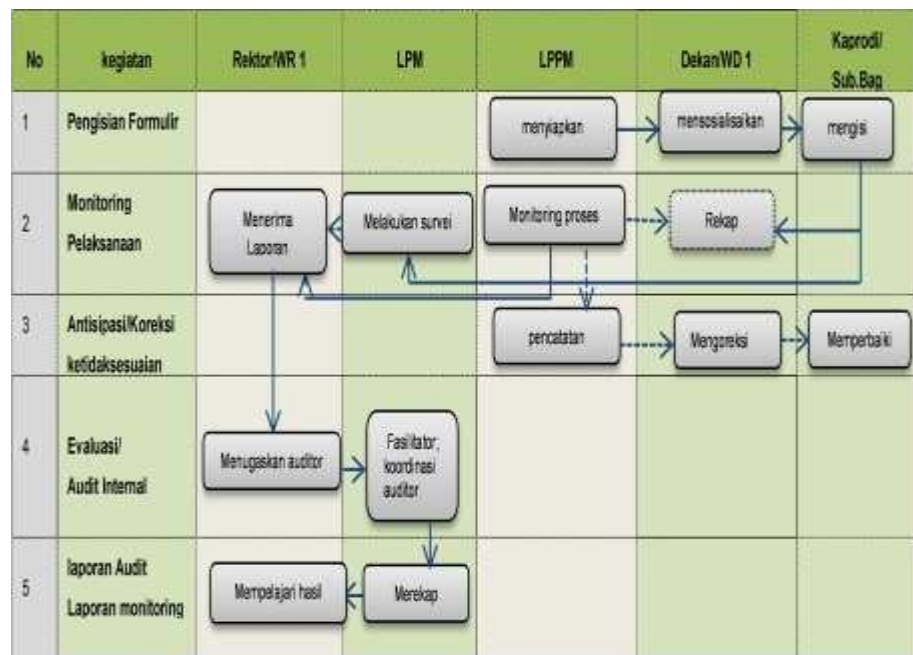 No kegiatan Rektor/WR 1 LPM LPPM Dekan/WD 1 Kaprodi/
Sub.Bag
1 Pengisian Formulir menyiapkan mensosialisaikan mengisi
2 Monitoring
Pelaksanaan
Menerima
Laporan
Melakukan survei
Monitoring proses
Rekap
3 Antisipasi/Koreksi
ketidaksesuaian
pencatatan
Mengoreksi
Memperbaiki
4 Evaluasi/
Audit Internal
Menugaskan auditor
Fasilitator;
koordinasi
auditor
5 laporan Audit
Laporan monitoring
Mempelajari hasil
Merekap